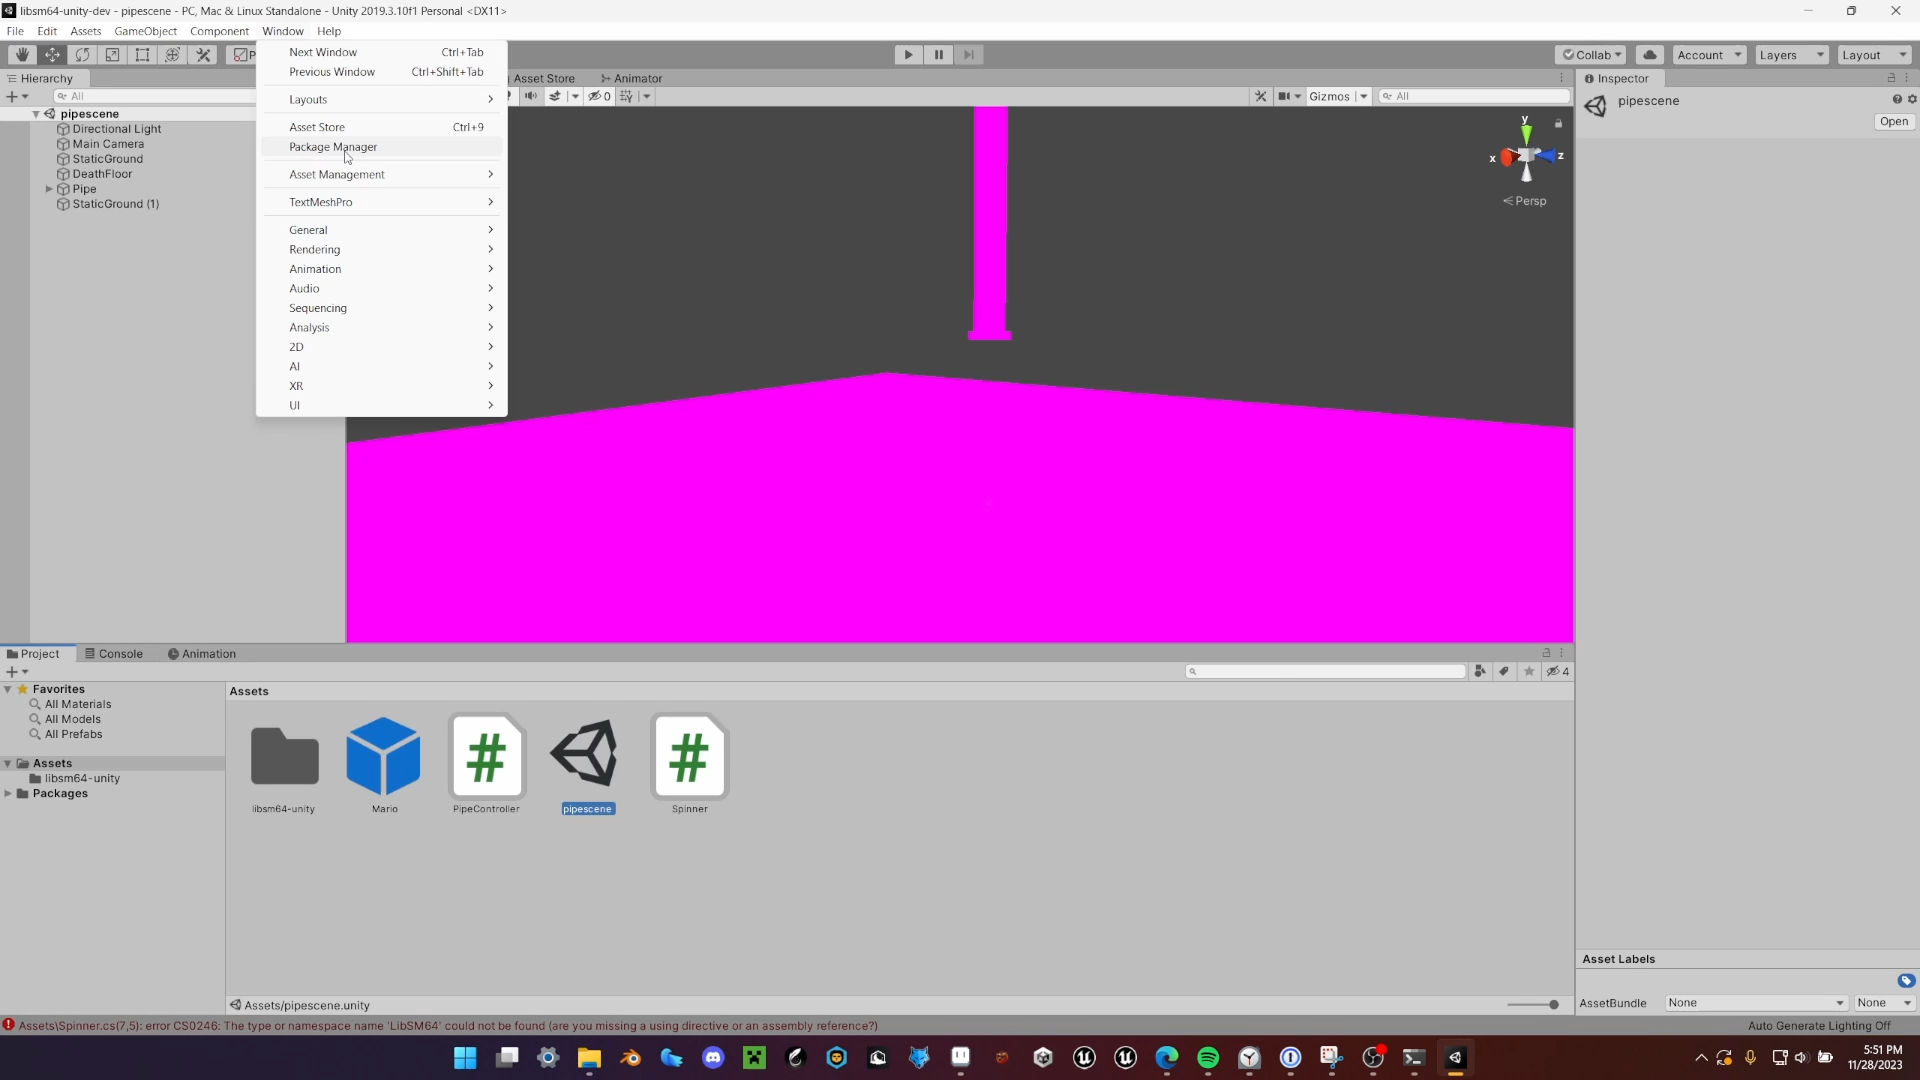 libsm64-unity-dev - pipescene - PC, Mac & Linux Standalone - Unity 2019.3.10f1 Personal <DX11>
File Edit Assets GameObject Component Window Help
Collab Account Layers Layout
Hierarchy
All
pipescene
Directional Light
Main Camera
StaticGround
DeathFloor
Pipe
StaticGround (1)
Next Window Ctrl+Tab
Previous Window Ctrl+Shift+Tab
Layouts
Asset Store Ctrl+9
Package Manager
Asset Management
TextMeshPro
General
Rendering
Animation
Audio
Sequencing
Analysis
2D
AI
XR
UI
Asset Store Animator
0
Gizmos All
y
x z
Persp
Inspector
pipescene
Open
Project Console Animation
4
Favorites
All Materials
All Models
All Prefabs
Assets
libsm64-unity
Packages
Assets
libsm64-unity Mario PipeController pipescene Spinner
Assets/pipescene.unity
Asset Labels
AssetBundle None None
Assets\Spinner.cs(7,5): error CS0246: The type or namespace name 'LibSM64' could not be found (are you missing a using directive or an assembly reference?)
Auto Generate Lighting Off
5:51 PM
11/28/2023